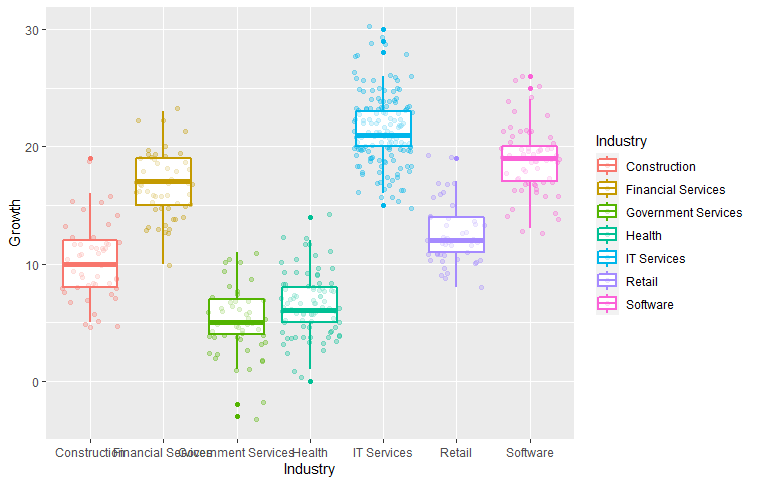 30
20
10
0
Growth
Construction Financial Services Government Services Health IT Services Retail Software
Industry
Industry
Construction
Financial Services
Government Services
Health
IT Services
Retail
Software